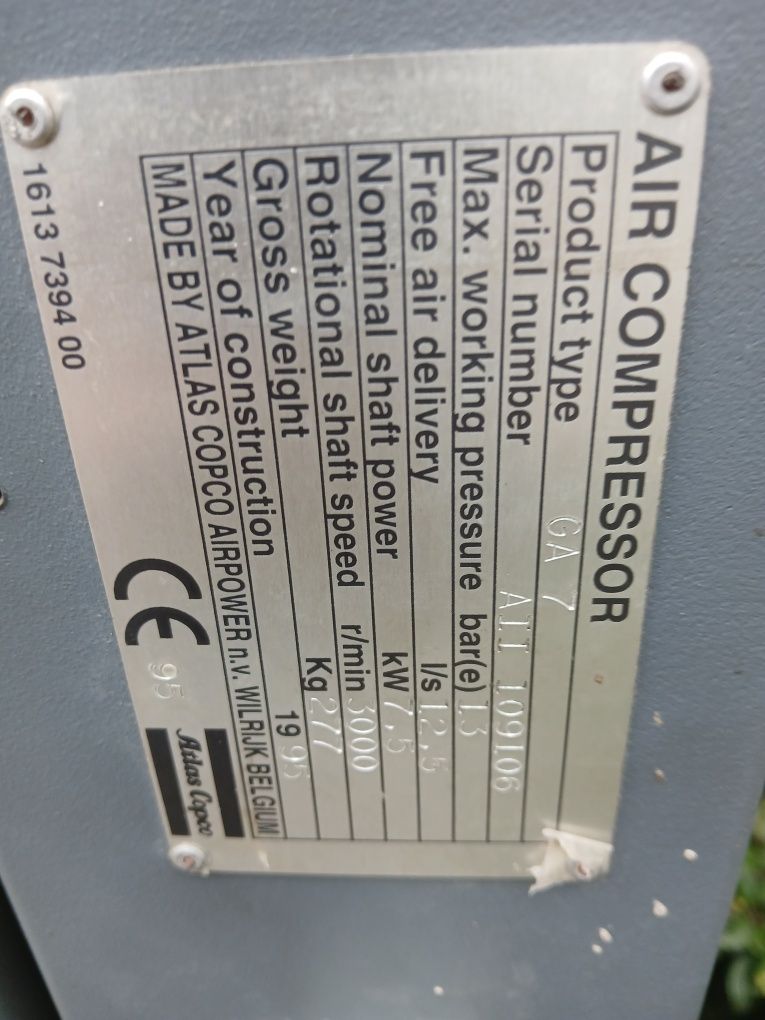 AIR COMPRESSOR
Product type GA 7
Serial number AII 109106
Max. working pressure bar(e) 13
Free air delivery l/s 12,5
Nominal shaft power kW 7,5
Rotational shaft speed r/min 3000
Gross weight Kg 277
Year of construction 19 95
MADE BY ATLAS COPCO AIRPOWER n.v. WILRIJK BELGIUM
1613 7394 00
CE 95
Atlas Copco